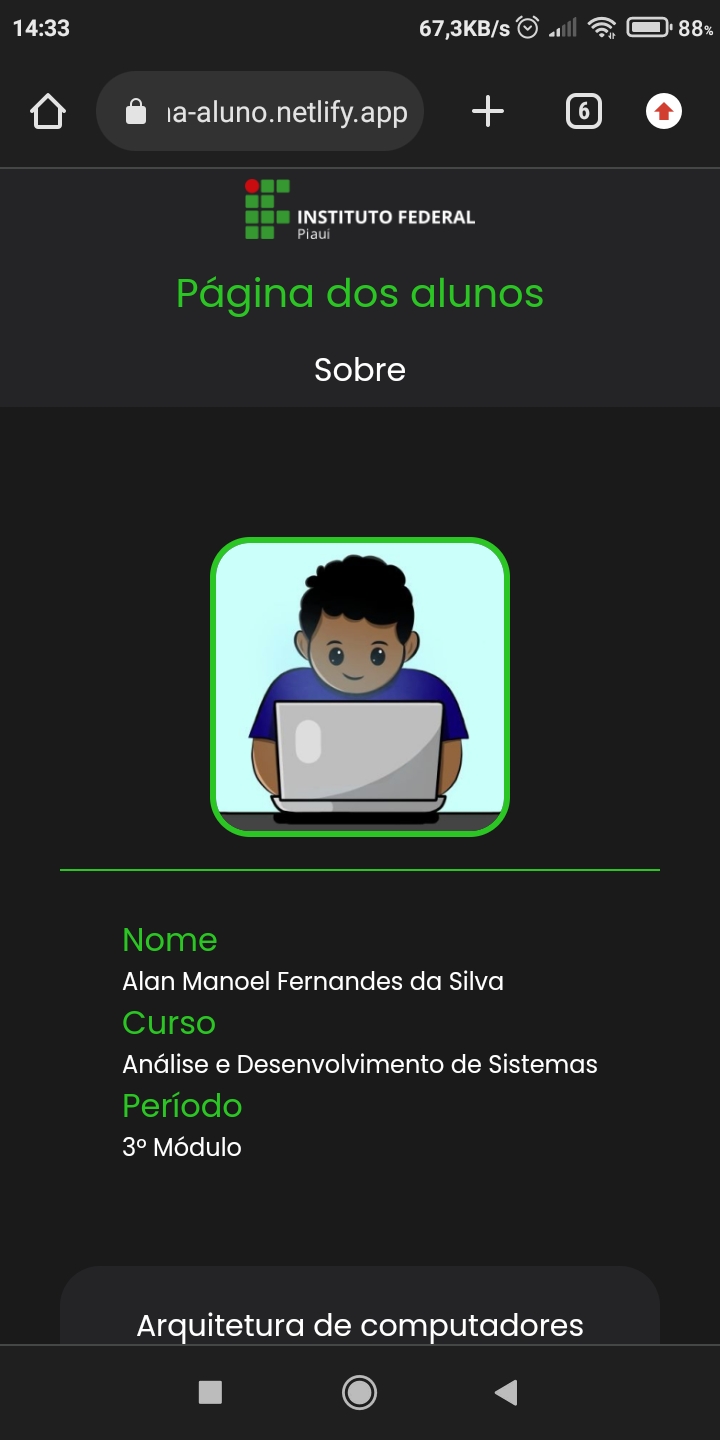 14:33
67,3KB/s
88%
na-aluno.netlify.app
6
INSTITUTO FEDERAL
Piauí
Página dos alunos
Sobre
Nome
Alan Manoel Fernandes da Silva
Curso
Análise e Desenvolvimento de Sistemas
Período
3º Módulo
Arquitetura de computadores